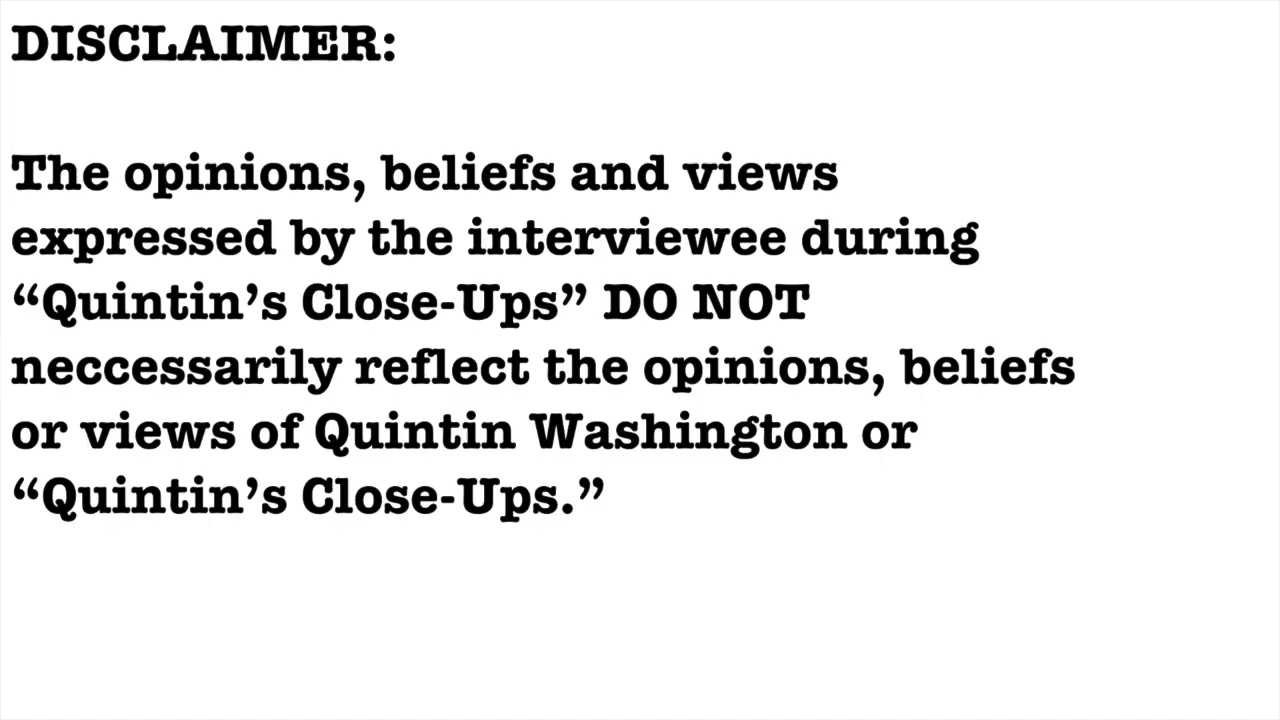 DISCLAIMER:
The opinions, beliefs and views
expressed by the interviewee during
“Quintin’s Close-Ups” DO NOT
neccessarily reflect the opinions, beliefs
or views of Quintin Washington or
“Quintin’s Close-Ups.”